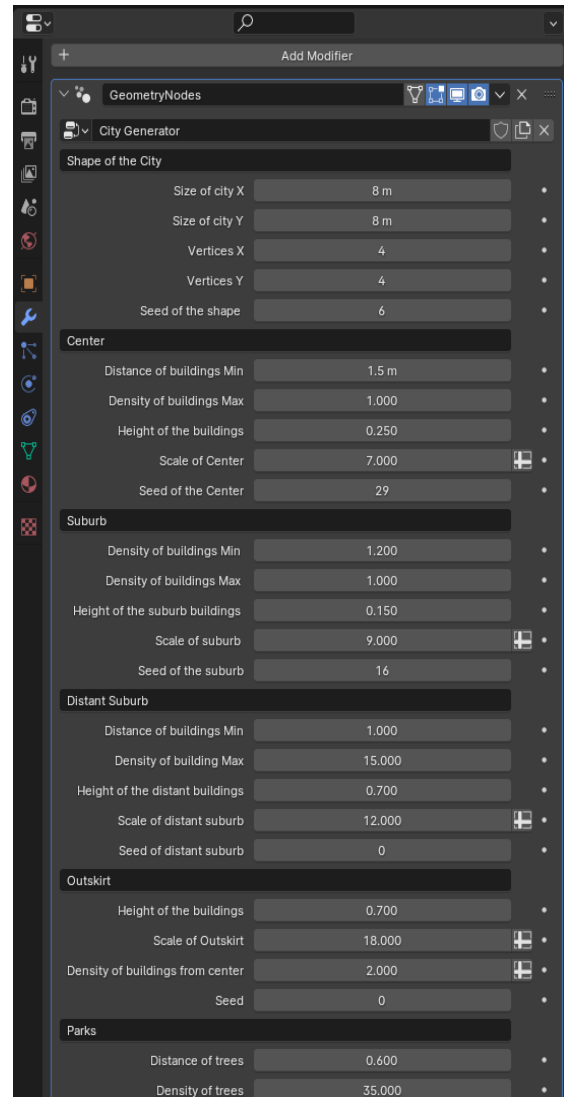 Add Modifier
GeometryNodes
City Generator
Shape of the City
Size of city X 8 m
Size of city Y 8 m
Vertices X 4
Vertices Y 4
Seed of the shape 6
Center
Distance of buildings Min 1.5 m
Density of buildings Max 1.000
Height of the buildings 0.250
Scale of Center 7.000
Seed of the Center 29
Suburb
Density of buildings Min 1.200
Density of buildings Max 1.000
Height of the suburb buildings 0.150
Scale of suburb 9.000
Seed of the suburb 16
Distant Suburb
Distance of buildings Min 1.000
Density of building Max 15.000
Height of the distant buildings 0.700
Scale of distant suburb 12.000
Seed of distant suburb 0
Outskirt
Height of the buildings 0.700
Scale of Outskirt 18.000
Density of buildings from center 2.000
Seed 0
Parks
Distance of trees 0.600
Density of trees 35.000